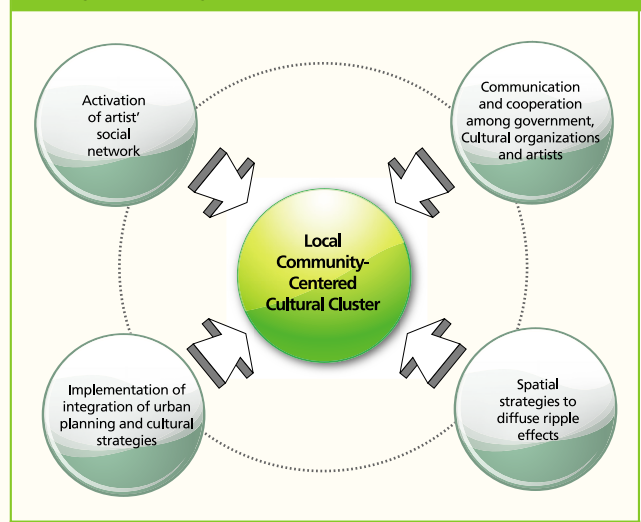 Activation
of artist'
social
network
Communication
and cooperation
among government,
Cultural organizations
and artists
Local
Community-
Centered
Cultural Cluster
Implementation of
integration of urban
planning and cultural
strategies
Spatial
strategies to
diffuse ripple
effects